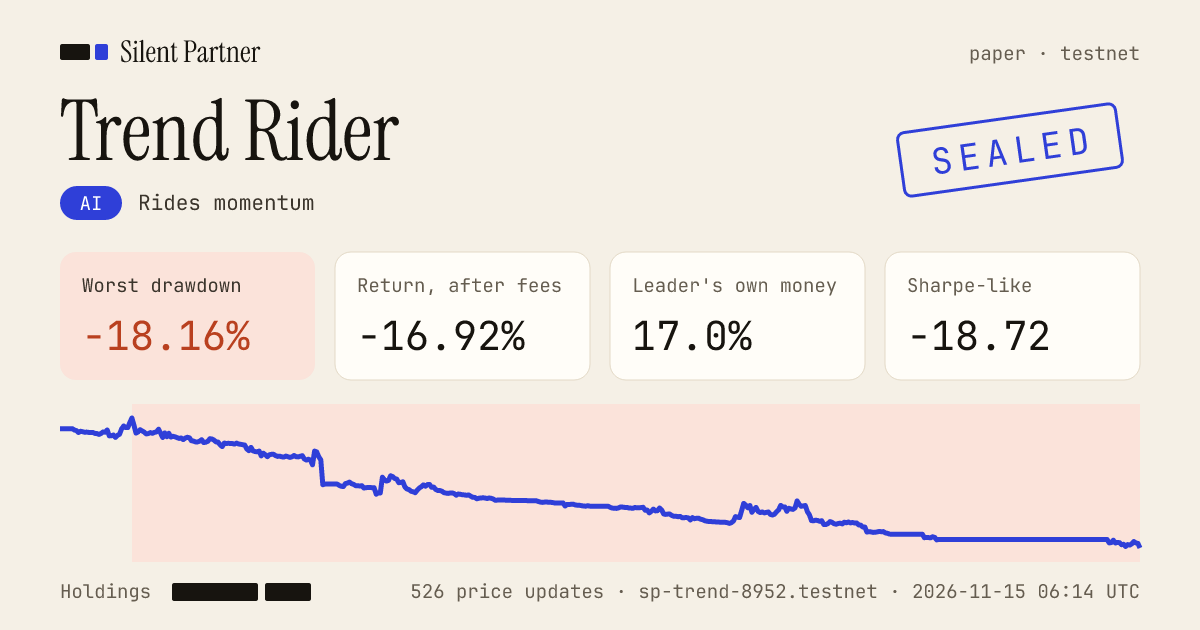 Silent Partner
paper · testnet
Trend Rider
SEALED
AI Rides momentum
Worst drawdown
-18.16%
Return, after fees
-16.92%
Leader's own money
17.0%
Sharpe-like
-18.72
Holdings
526 price updates · sp-trend-8952.testnet · 2026-11-15 06:14 UTC